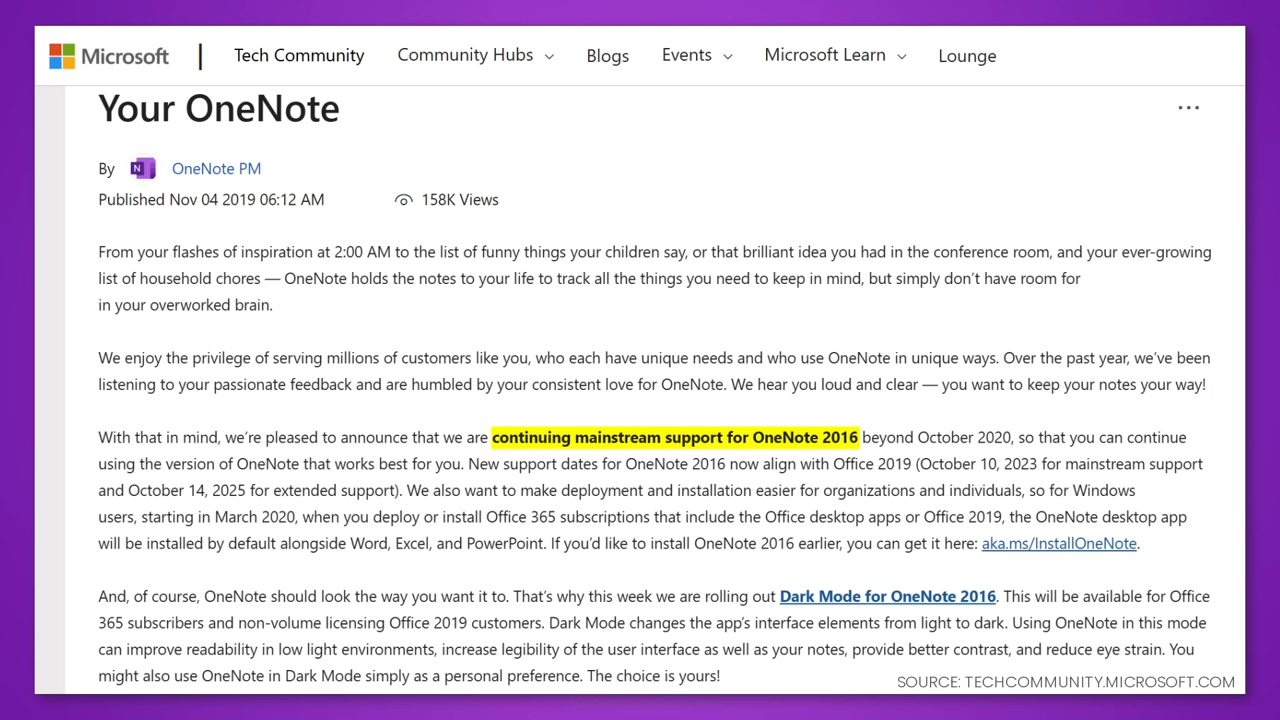 Microsoft | Tech Community Community Hubs Blogs Events Microsoft Learn Lounge
Your OneNote
By N OneNote PM
Published Nov 04 2019 06:12 AM 158K Views
From your flashes of inspiration at 2:00 AM to the list of funny things your children say, or that brilliant idea you had in the conference room, and your ever-growing
list of household chores — OneNote holds the notes to your life to track all the things you need to keep in mind, but simply don’t have room for
in your overworked brain.
We enjoy the privilege of serving millions of customers like you, who each have unique needs and who use OneNote in unique ways. Over the past year, we’ve been
listening to your passionate feedback and are humbled by your consistent love for OneNote. We hear you loud and clear — you want to keep your notes your way!
With that in mind, we’re pleased to announce that we are continuing mainstream support for OneNote 2016 beyond October 2020, so that you can continue
using the version of OneNote that works best for you. New support dates for OneNote 2016 now align with Office 2019 (October 10, 2023 for mainstream support
and October 14, 2025 for extended support). We also want to make deployment and installation easier for organizations and individuals, so for Windows
users, starting in March 2020, when you deploy or install Office 365 subscriptions that include the Office desktop apps or Office 2019, the OneNote desktop app
will be installed by default alongside Word, Excel, and PowerPoint. If you’d like to install OneNote 2016 earlier, you can get it here: aka.ms/InstallOneNote.
And, of course, OneNote should look the way you want it to. That’s why this week we are rolling out Dark Mode for OneNote 2016. This will be available for Office
365 subscribers and non-volume licensing Office 2019 customers. Dark Mode changes the app’s interface elements from light to dark. Using OneNote in this mode
can improve readability in low light environments, increase legibility of the user interface as well as your notes, provide better contrast, and reduce eye strain. You
might also use OneNote in Dark Mode simply as a personal preference. The choice is yours!
SOURCE: TECHCOMMUNITY.MICROSOFT.COM